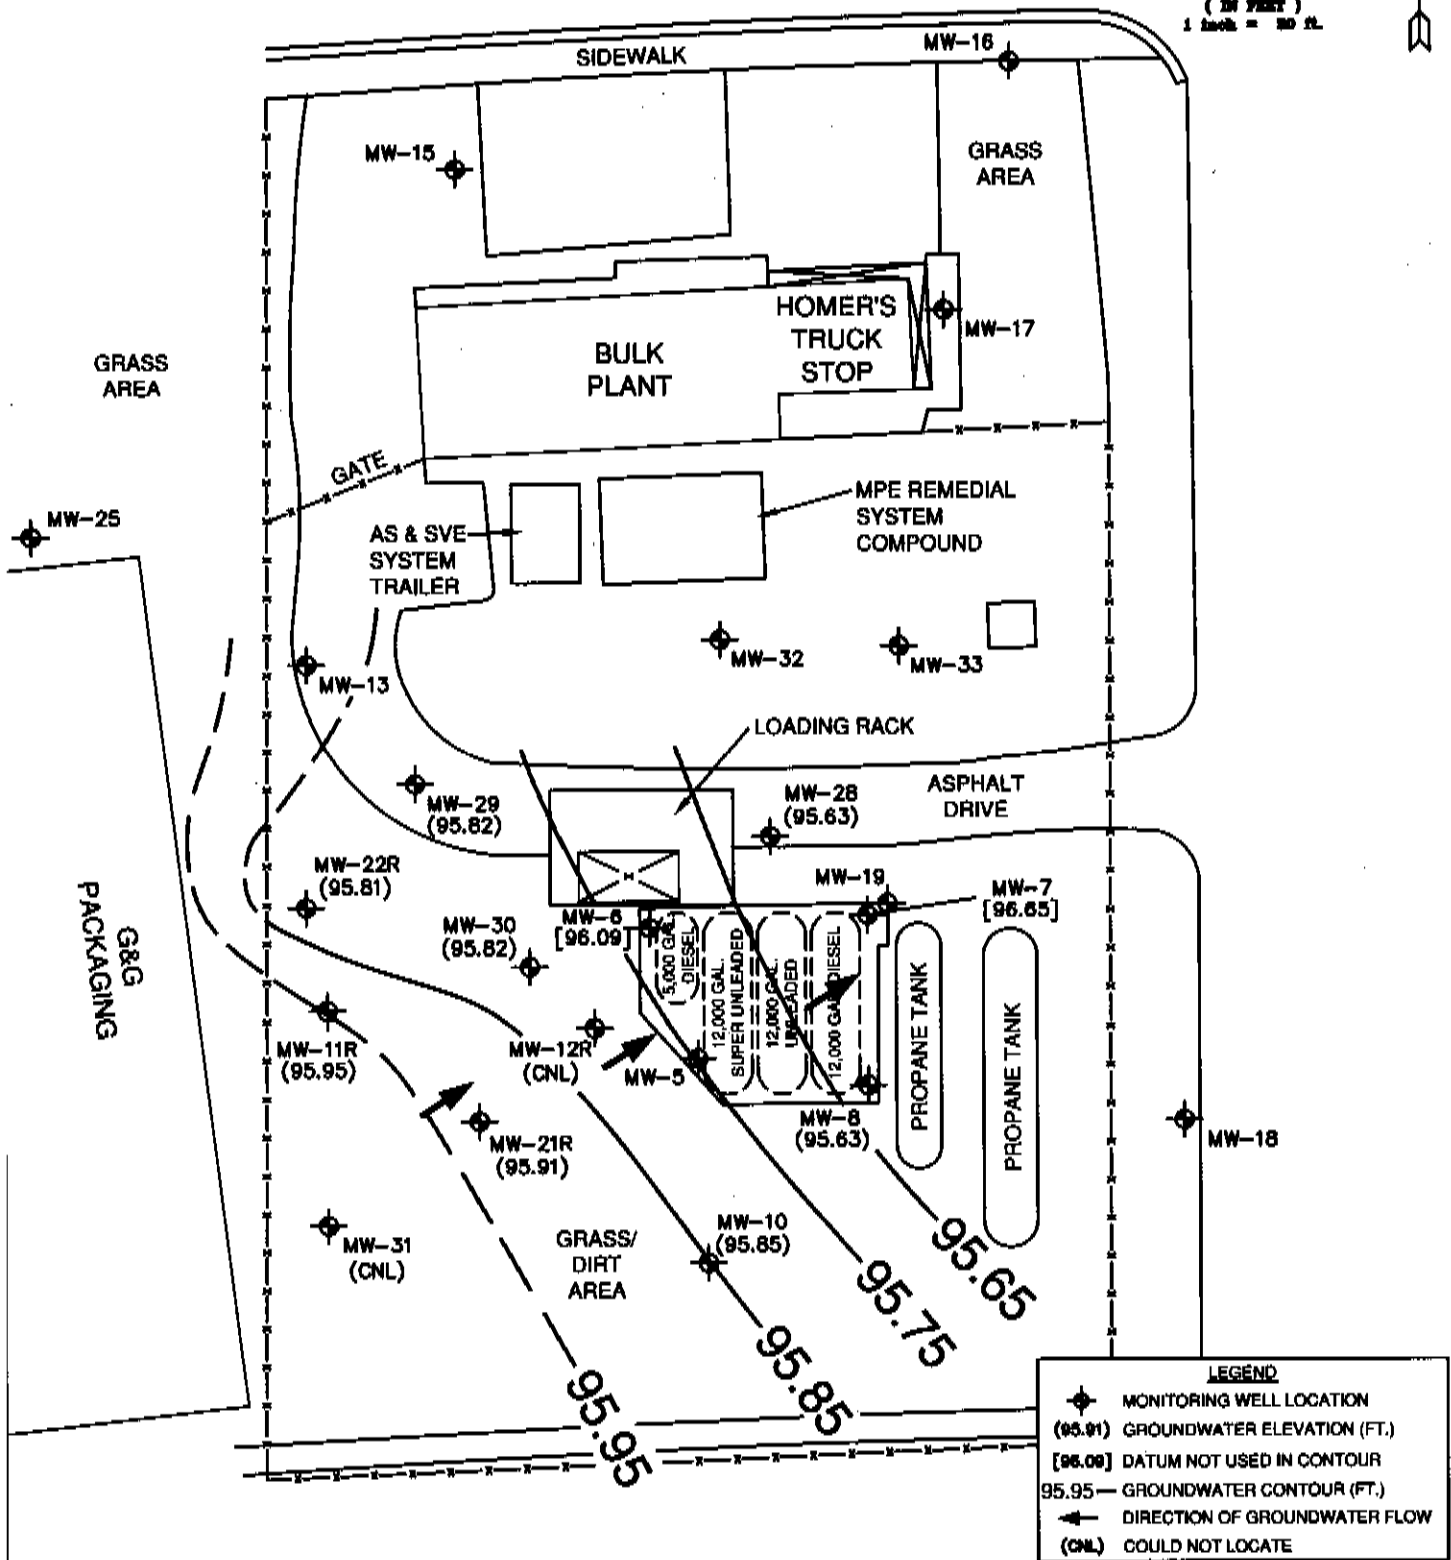 ( IN FEET )
1 inch = 20 ft.
MW-16
SIDEWALK
MW-15
GRASS
AREA
HOMER'S
TRUCK
STOP
MW-17
BULK
PLANT
GRASS
AREA
GATE
MW-25
AS & SVE
SYSTEM
TRAILER
MPE REMEDIAL
SYSTEM
COMPOUND
MW-32
MW-33
MW-13
LOADING RACK
MW-29
(95.82)
MW-28
(95.63)
ASPHALT
DRIVE
MW-22R
(95.81)
MW-19
MW-7
[96.65]
MW-30
(95.82)
MW-6
[96.09]
G&G
PACKAGING
5,000 GAL.
DIESEL
12,000 GAL.
SUPER UNLEADED
12,000 GAL.
UNLEADED
12,000 GAL. DIESEL
PROPANE TANK
PROPANE TANK
MW-11R
(95.95)
MW-12R
(CNL)
MW-5
MW-8
(95.63)
MW-18
MW-21R
(95.91)
MW-31
(CNL)
GRASS/
DIRT
AREA
MW-10
(95.85)
95.65
95.75
95.85
95.95
LEGEND
MONITORING WELL LOCATION
(95.91) GROUNDWATER ELEVATION (FT.)
[96.09] DATUM NOT USED IN CONTOUR
95.95 GROUNDWATER CONTOUR (FT.)
DIRECTION OF GROUNDWATER FLOW
(CNL) COULD NOT LOCATE